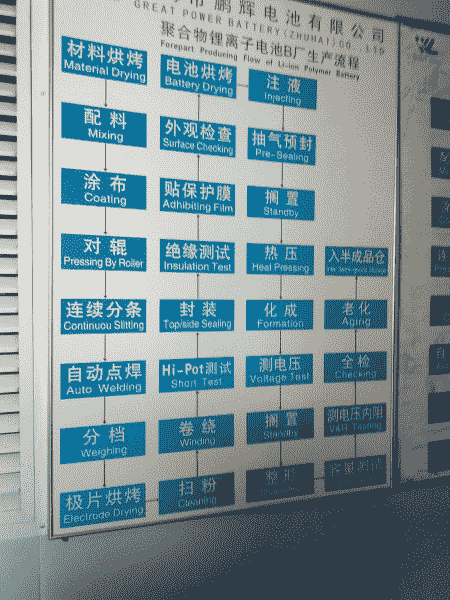 市鹏辉电池有限公司
GREAT POWER BATTERY (ZHUHAI) CO., LTD
聚合物锂离子电池B厂生产流程
Forepart Producing Flow of Li-ion Polymer Battery
材料烘烤
Material Drying
配料
Mixing
涂布
Coating
对辊
Pressing By Roller
连续分条
Continuou Slitting
自动点焊
Auto Welding
分档
Weighing
极片烘烤
Electrode Drying
电池烘烤
Battery Drying
外观检查
Surface Checking
贴保护膜
Adhibiting Film
绝缘测试
Insulation Test
封装
Top/side Sealing
Hi-Pot测试
Short Test
卷绕
Winding
扫粉
Cleaning
注液
Injecting
抽气预封
Pre-Sealing
搁置
Standby
热压
Heat Pressing
化成
Formation
测电压
Voltage Test
搁置
Standby
整形
入半成品仓
老化
Aging
全检
Checking
测电压内阻
V&R Testing
容量测试